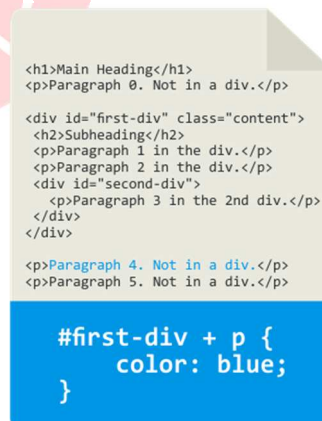 <h1>Main Heading</h1>
<p>Paragraph 0. Not in a div.</p>
<div id="first-div" class="content">
<h2>Subheading</h2>
<p>Paragraph 1 in the div.</p>
<p>Paragraph 2 in the div.</p>
<div id="second-div">
<p>Paragraph 3 in the 2nd div.</p>
</div>
</div>
<p>Paragraph 4. Not in a div.</p>
<p>Paragraph 5. Not in a div.</p>
#first-div + p {
color: blue;
}